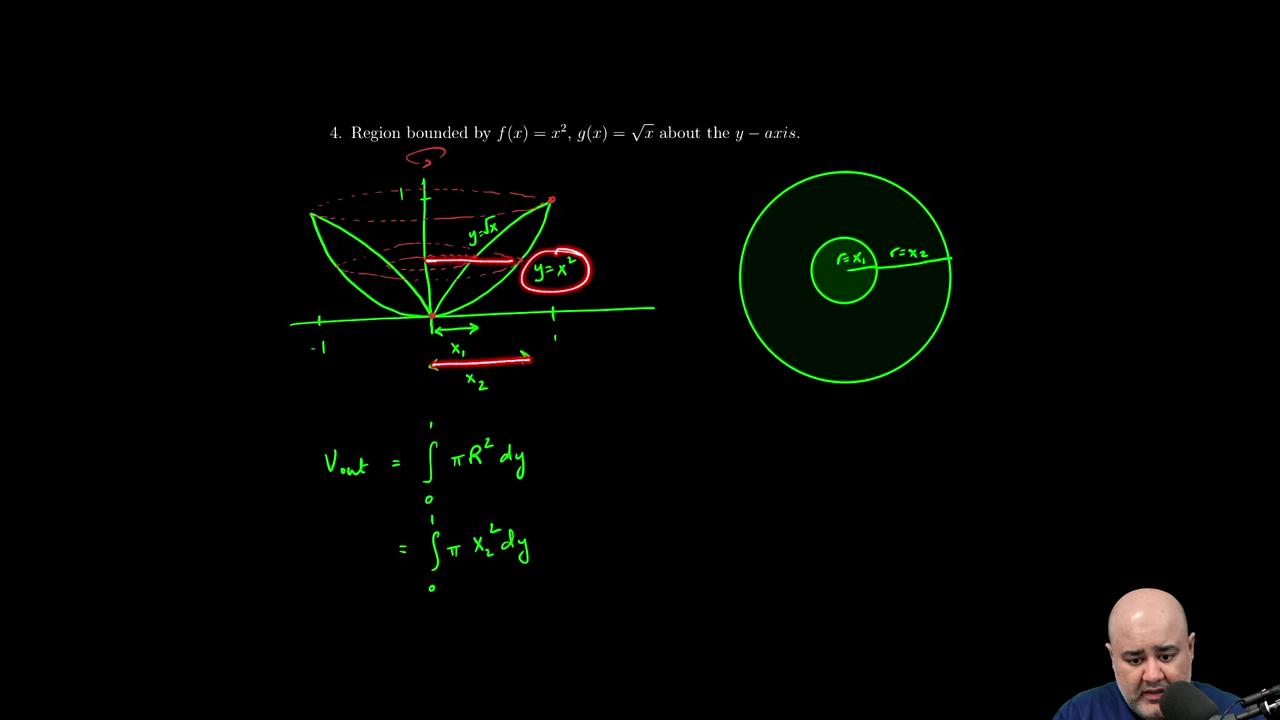 4. Region bounded by f(x) = x², g(x) = √x about the y − axis.
1
y=√x
y=x²
-1
1
x₁
x₂
r=x₁
r=x₂
V_out = ∫₀¹ πR² dy
= ∫₀¹ π x₂² dy